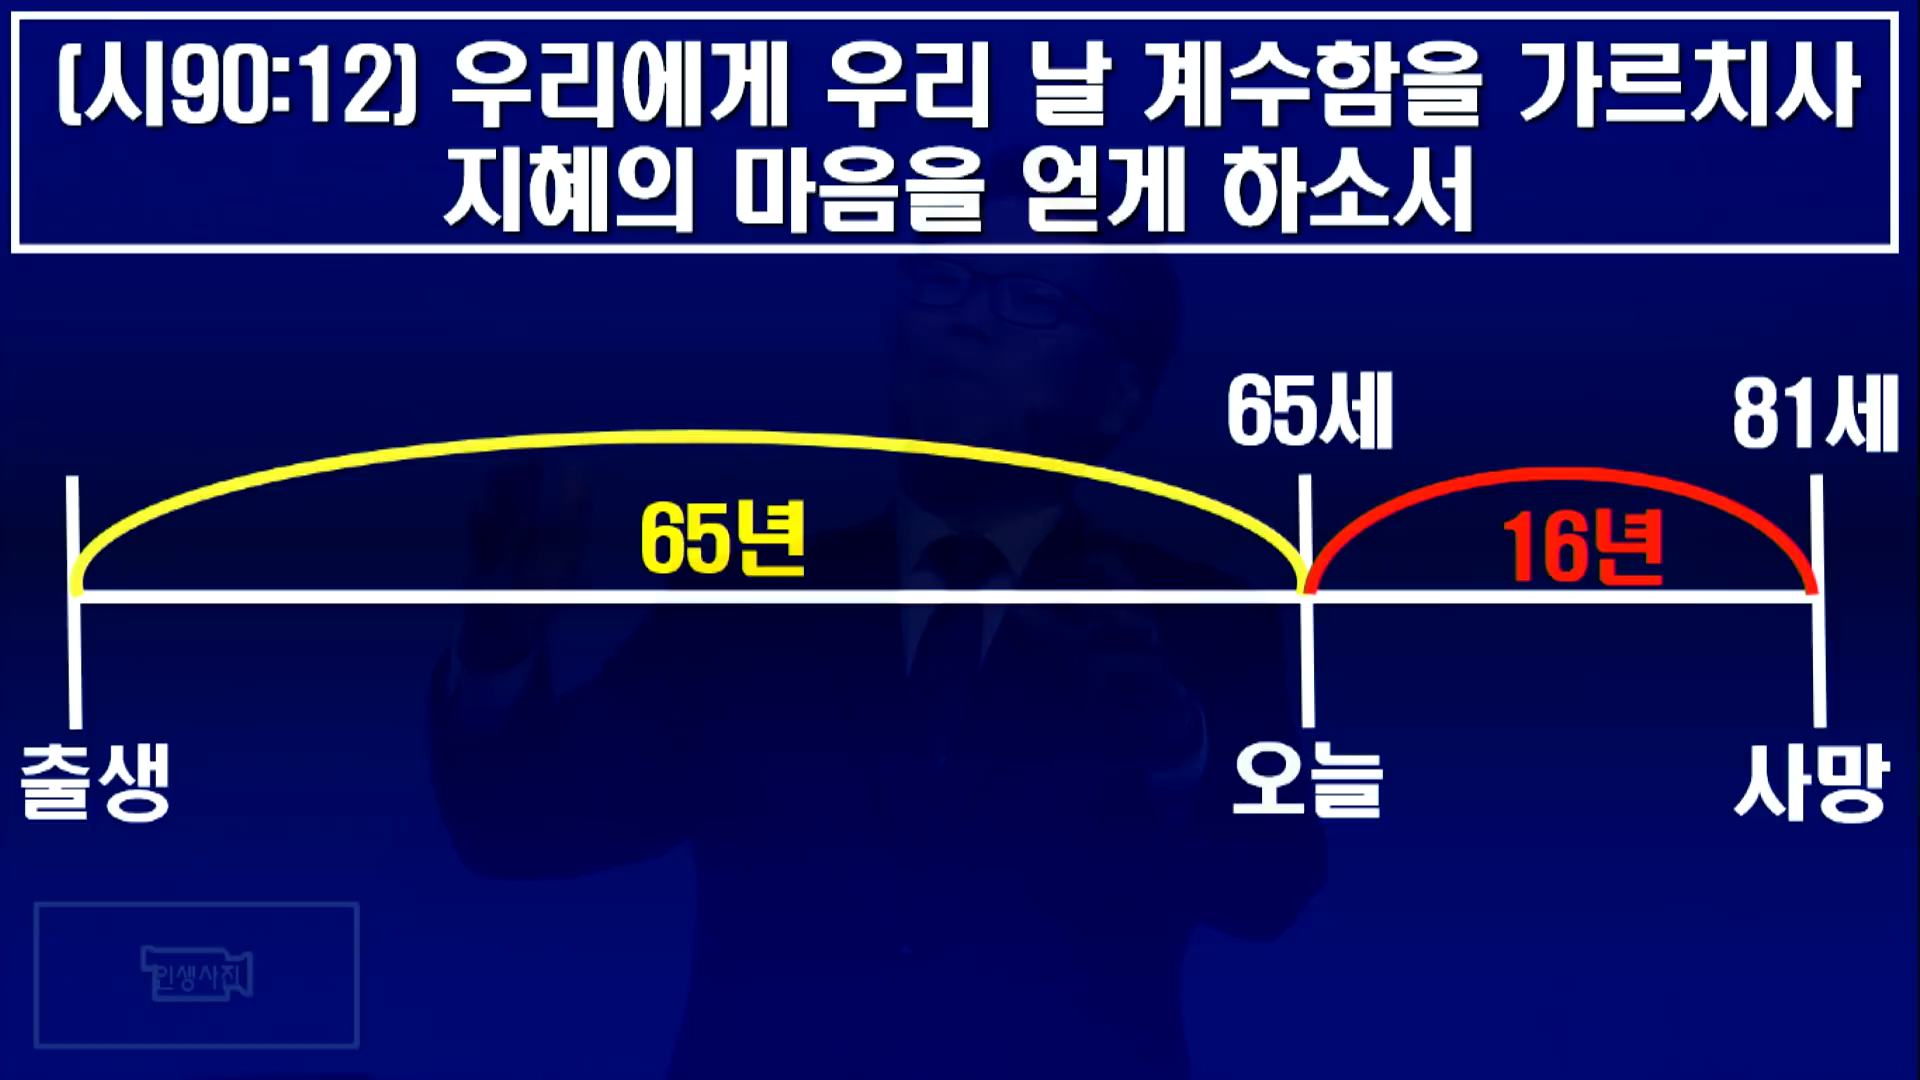 (시90:12) 우리에게 우리 날 계수함을 가르치사
지혜의 마음을 얻게 하소서
65세
81세
65년
16년
출생
오늘
사망
인생사진